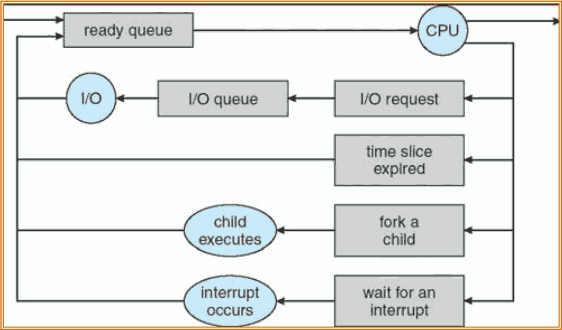 ready queue
CPU
I/O
I/O queue
I/O request
time slice
expired
child
executes
fork a
child
interrupt
occurs
wait for an
interrupt